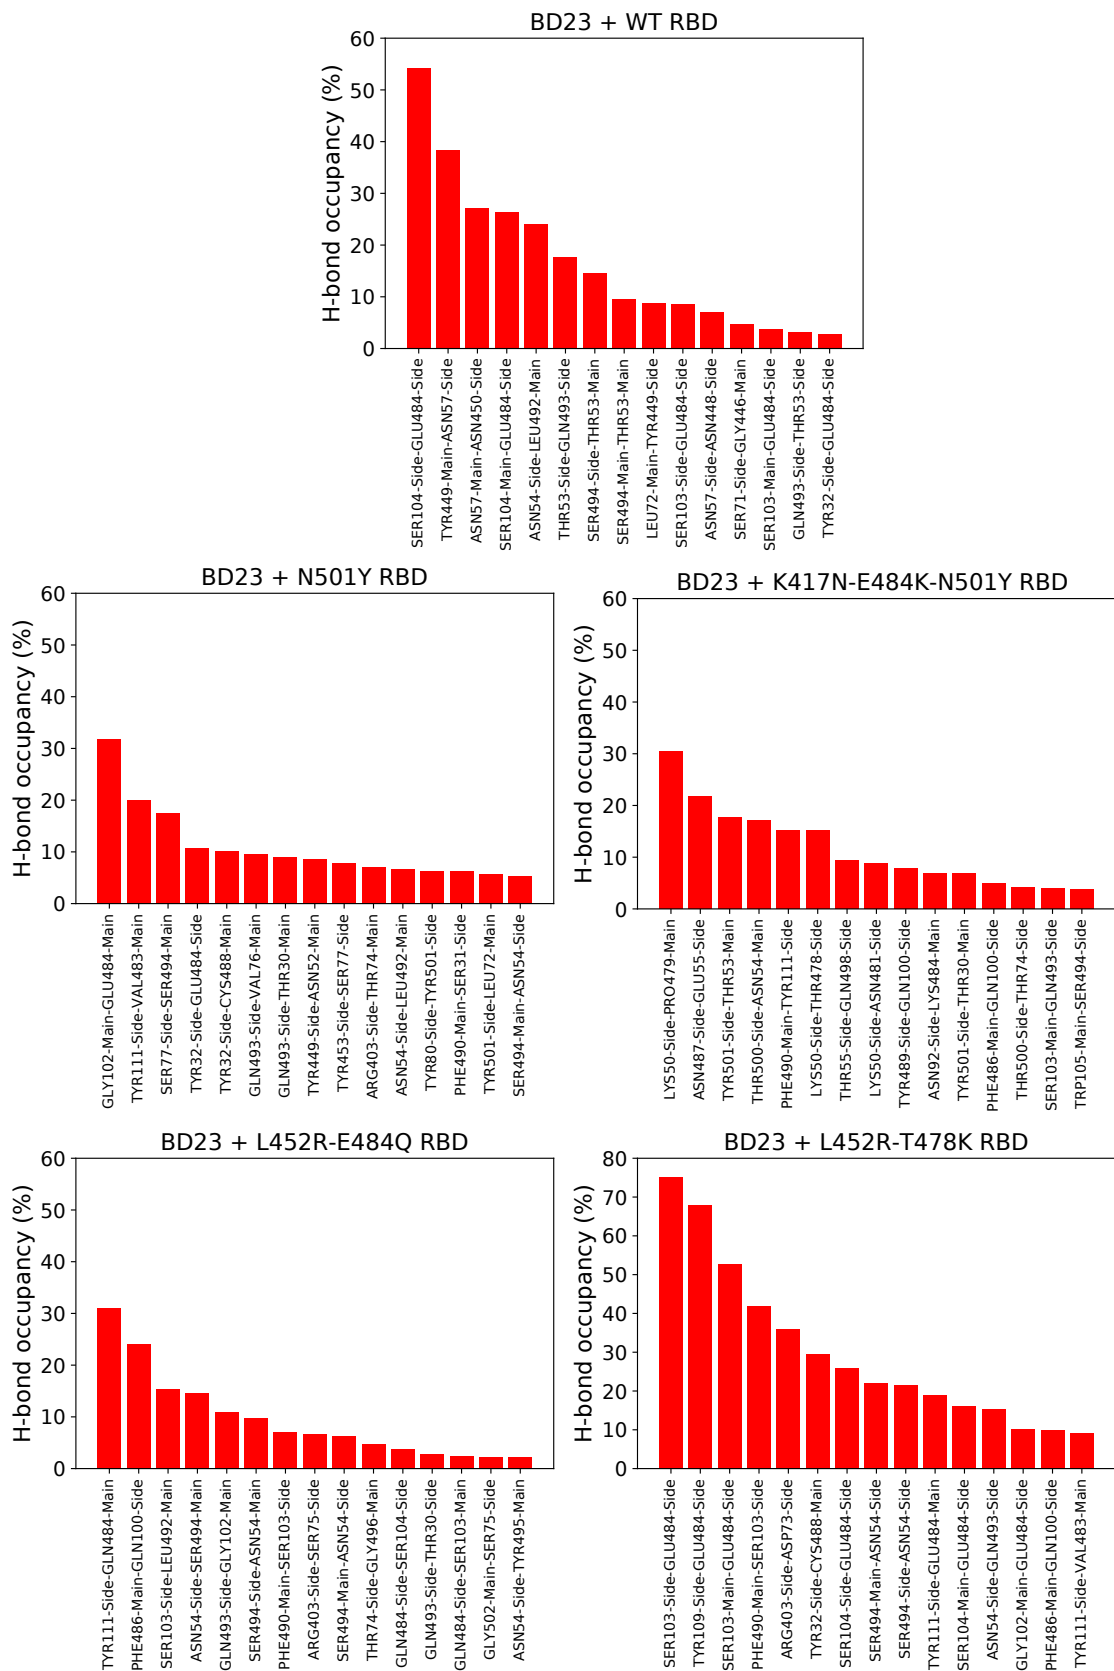 BD23 + WT RBD
H-bond occupancy (%)
60
50
40
30
20
10
0
SER104-Side-GLU484-Side
TYR449-Main-ASN57-Side
ASN57-Main-ASN450-Side
SER104-Main-GLU484-Side
ASN54-Side-LEU492-Main
THR53-Side-GLN493-Side
SER494-Side-THR53-Main
SER494-Main-THR53-Main
LEU72-Main-TYR449-Side
SER103-Side-GLU484-Side
ASN57-Side-ASN448-Side
SER71-Side-GLY446-Main
SER103-Main-GLU484-Side
GLN493-Side-THR53-Side
TYR32-Side-GLU484-Side
BD23 + N501Y RBD
H-bond occupancy (%)
60
50
40
30
20
10
0
GLY102-Main-GLU484-Main
TYR111-Side-VAL483-Main
SER77-Side-SER494-Main
TYR32-Side-GLU484-Side
TYR32-Side-CYS488-Main
GLN493-Side-VAL76-Main
GLN493-Side-THR30-Main
TYR449-Side-ASN52-Main
TYR453-Side-SER77-Side
ARG403-Side-THR74-Main
ASN54-Side-LEU492-Main
TYR80-Side-TYR501-Side
PHE490-Main-SER31-Side
TYR501-Side-LEU72-Main
SER494-Main-ASN54-Side
BD23 + K417N-E484K-N501Y RBD
H-bond occupancy (%)
60
50
40
30
20
10
0
LYS50-Side-PRO479-Main
ASN487-Side-GLU55-Side
TYR501-Side-THR53-Main
THR500-Side-ASN54-Main
PHE490-Main-TYR111-Side
LYS50-Side-THR478-Main
THR55-Side-GLN498-Side
LYS50-Side-ASN481-Side
TYR489-Side-GLN100-Side
ASN92-Side-LYS484-Main
TYR501-Side-THR30-Main
PHE486-Main-GLN100-Side
THR500-Side-THR74-Side
SER103-Main-GLN493-Side
TRP105-Main-SER494-Side
BD23 + L452R-E484Q RBD
H-bond occupancy (%)
60
50
40
30
20
10
0
TYR111-Side-GLN484-Main
PHE486-Main-GLN100-Side
SER103-Side-LEU492-Main
ASN54-Side-SER494-Main
GLN493-Side-GLY102-Main
SER494-Side-ASN54-Main
PHE490-Main-SER103-Side
ARG403-Side-SER75-Side
SER494-Main-ASN54-Side
THR74-Side-GLY496-Main
GLN484-Side-SER104-Side
GLN493-Side-THR30-Side
GLN484-Side-SER103-Main
GLY502-Main-SER75-Side
ASN54-Side-TYR495-Main
BD23 + L452R-T478K RBD
H-bond occupancy (%)
80
70
60
50
40
30
20
10
0
SER103-Side-GLU484-Side
TYR109-Side-GLU484-Side
SER103-Main-GLU484-Side
PHE490-Main-SER103-Side
ARG403-Side-ASP73-Side
TYR32-Side-CYS488-Main
SER104-Side-GLU484-Side
SER494-Main-ASN54-Side
SER494-Side-ASN54-Side
TYR111-Side-GLU484-Main
SER104-Main-GLU484-Side
ASN54-Side-GLN493-Side
GLY102-Main-GLU484-Side
PHE486-Main-GLN100-Side
TYR111-Side-VAL483-Main